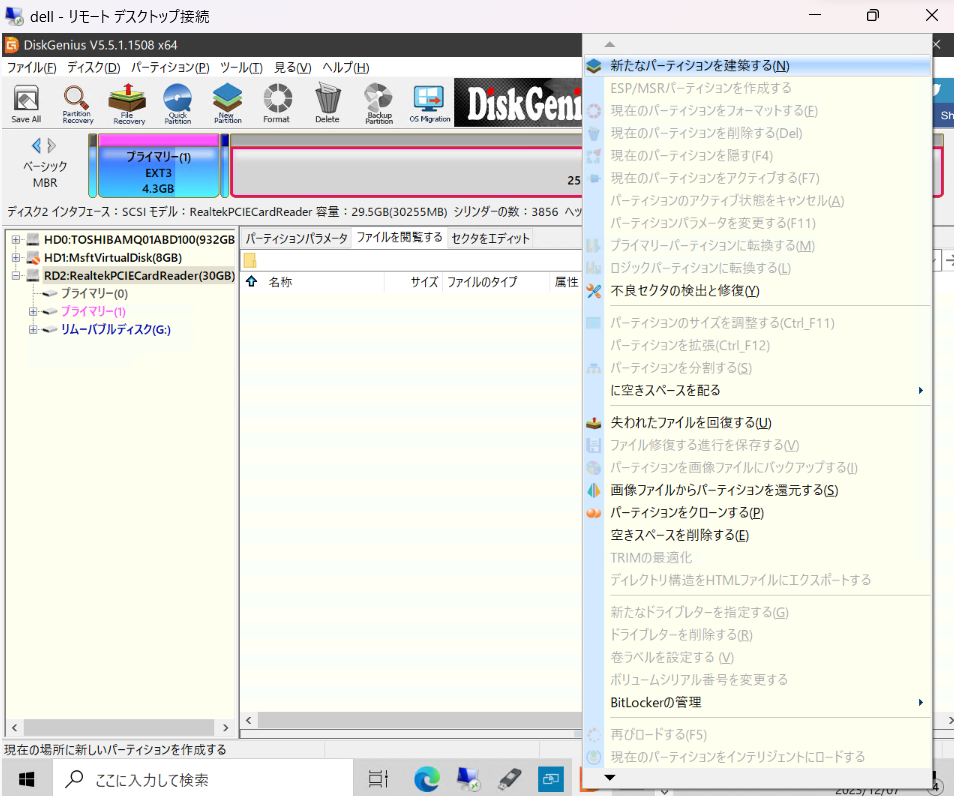 dell - リモート デスクトップ接続
DiskGenius V5.5.1.1508 x64
ファイル(F) ディスク(D) パーティション(P) ツール(T) 見る(V) ヘルプ(H)
Save All
Partition Recovery
File Recovery
Quick Partition
New Partition
Format
Delete
Backup Partition
OS Migration
DiskGeni
Sh
ベーシック
MBR
プライマリー(1)
EXT3
4.3GB
25
ディスク2 インタフェース：SCSI モデル：RealtekPCIECardReader 容量：29.5GB(30255MB) シリンダーの数：3856 ヘッ
HD0:TOSHIBAMQ01ABD100(932GB
HD1:MsftVirtualDisk(8GB)
RD2:RealtekPCIECardReader(30GB)
プライマリー(0)
プライマリー(1)
リムーバブルディスク(G:)
パーティションパラメータ ファイルを閲覧する セクタをエディット
名称 サイズ ファイルのタイプ 属性
新たなパーティションを建築する(N)
ESP/MSRパーティションを作成する
現在のパーティションをフォーマットする(F)
現在のパーティションを削除する(Del)
現在のパーティションを隠す(F4)
現在のパーティションをアクティブする(F7)
パーティションのアクティブ状態をキャンセル(A)
パーティションパラメータを変更する(F11)
プライマリーパーティションに転換する(M)
ロジックパーティションに転換する(L)
不良セクタの検出と修復(Y)
パーティションのサイズを調整する(Ctrl_F11)
パーティションを拡張(Ctrl_F12)
パーティションを分割する(S)
に空きスペースを配る
失われたファイルを回復する(U)
ファイル修復する進行を保存する(V)
パーティションを画像ファイルにバックアップする(I)
画像ファイルからパーティションを還元する(S)
パーティションをクローンする(P)
空きスペースを削除する(E)
TRIMの最適化
ディレクトリ構造をHTMLファイルにエクスポートする
新たなドライブレターを指定する(G)
ドライブレターを削除する(R)
巻ラベルを設定する (V)
ボリュームシリアル番号を変更する
BitLockerの管理
再びロードする(F5)
現在のパーティションをインテリジェントにロードする
現在の場所に新しいパーティションを作成する
ここに入力して検索
2023/12/07
4